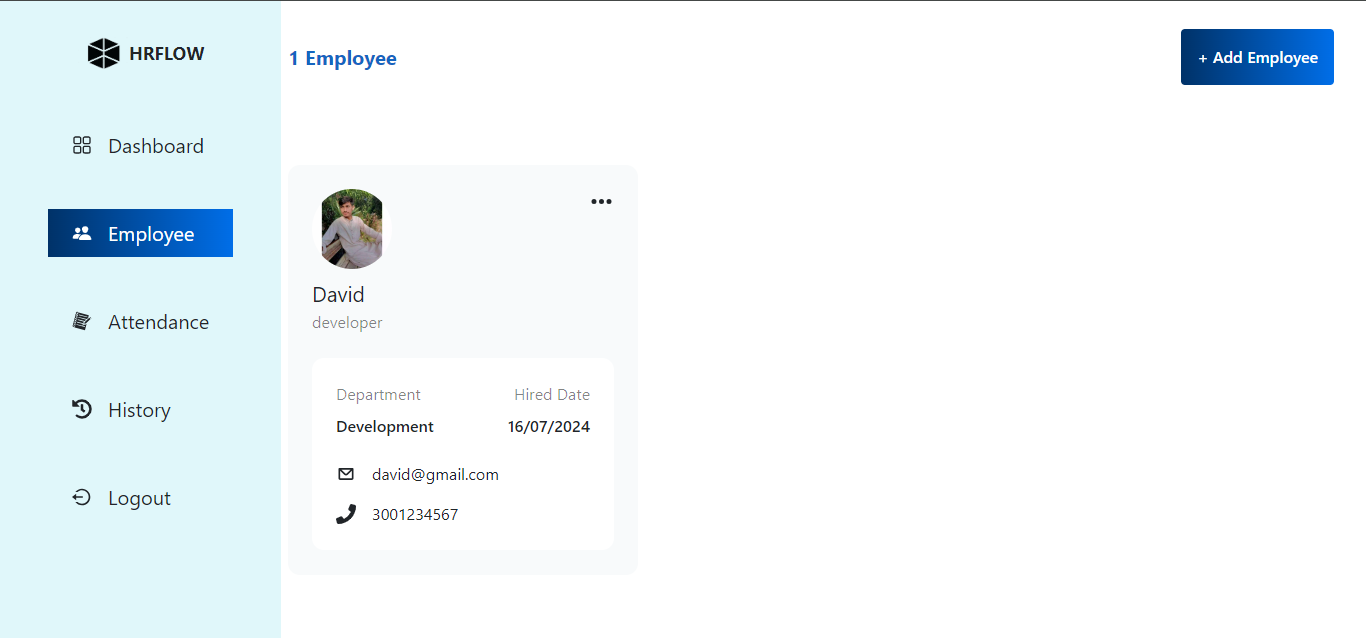 HRFLOW
Dashboard
Employee
Attendance
History
Logout
1 Employee
+ Add Employee
David
developer
Department Hired Date
Development 16/07/2024
david@gmail.com
3001234567